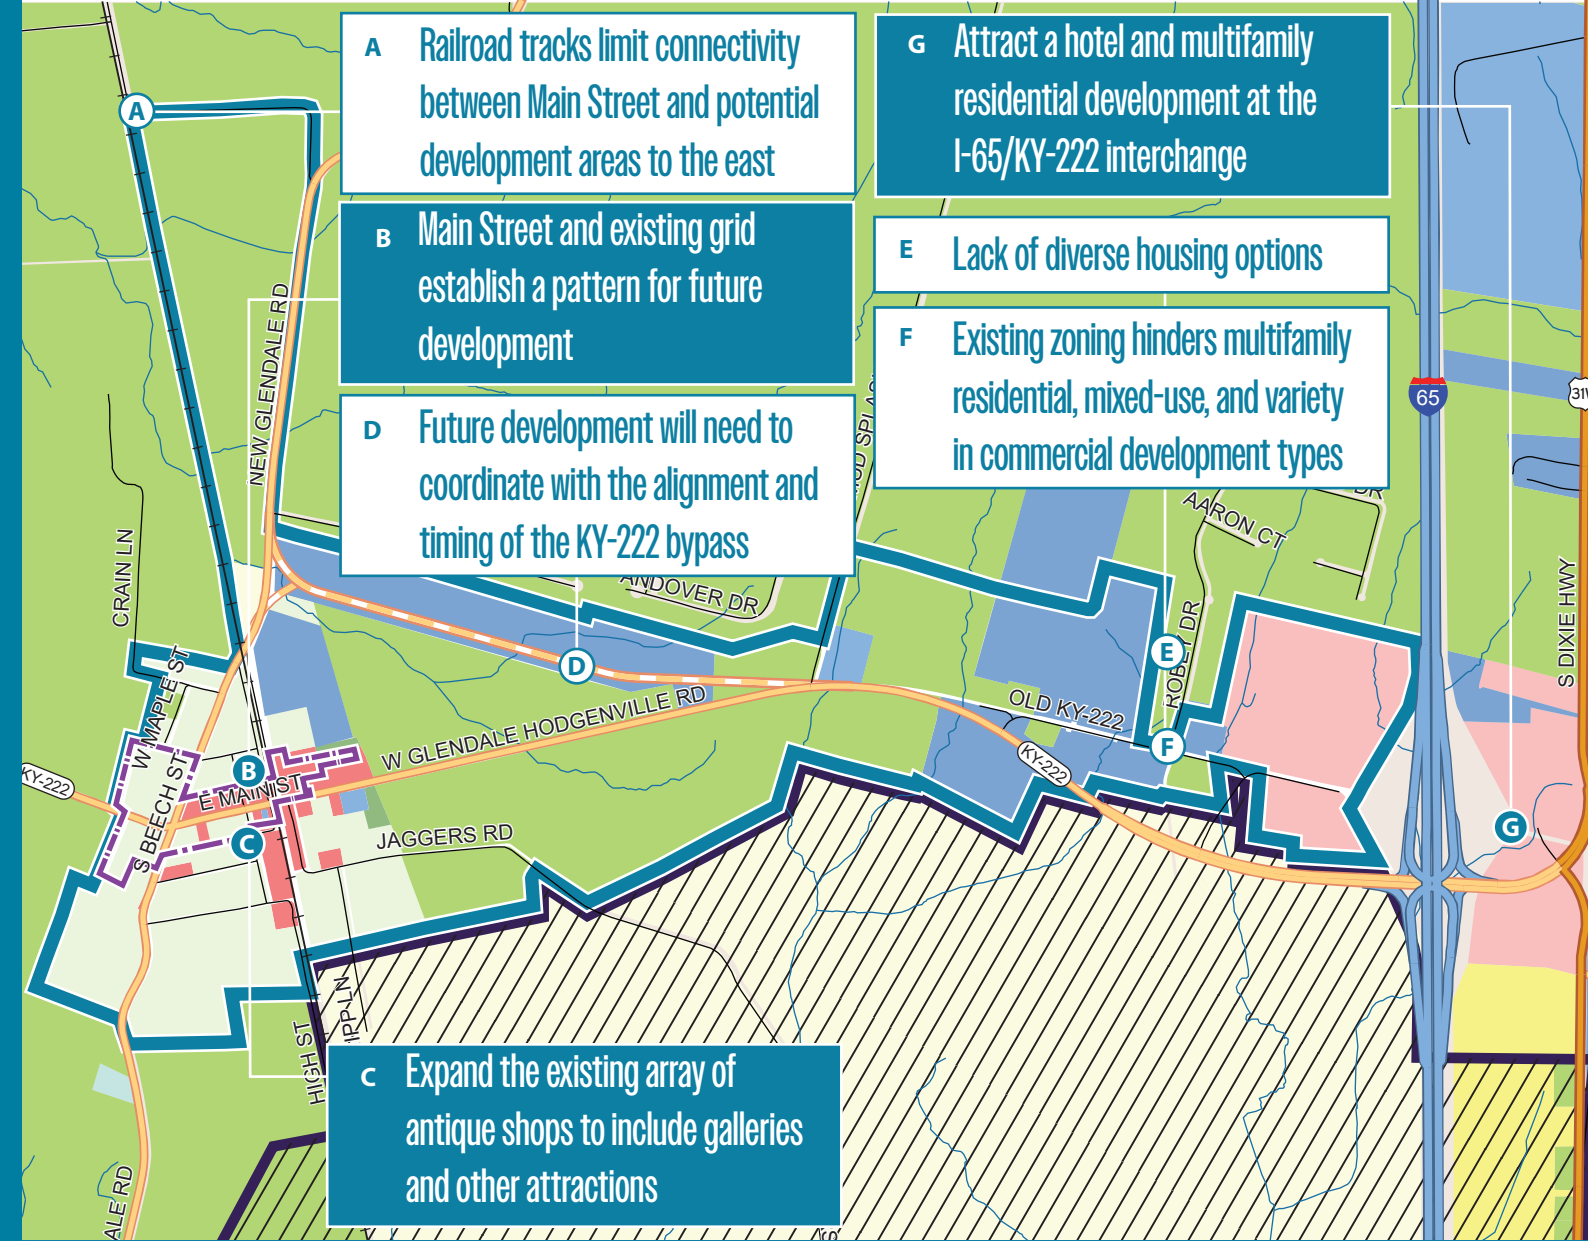 A
Railroad tracks limit connectivity
between Main Street and potential
development areas to the east
G
Attract a hotel and multifamily
residential development at the
I-65/KY-222 interchange
B
Main Street and existing grid
establish a pattern for future
development
E
Lack of diverse housing options
F
Existing zoning hinders multifamily
residential, mixed-use, and variety
in commercial development types
D
Future development will need to
coordinate with the alignment and
timing of the KY-222 bypass
C
Expand the existing array of
antique shops to include galleries
and other attractions
A
NEW GLENDALE RD
65
CRAIN LN
DR
AARON CT
ANDOVER DR
S DIXIE HWY
E
D
ROBEY DR
W MAPLE ST
W GLENDALE HODGENVILLE RD
OLD KY-222
F
KY-222
KY-222
B
E MAIN ST
S BEECH ST
C
JAGGERS RD
G
HIGH ST
LN
RD